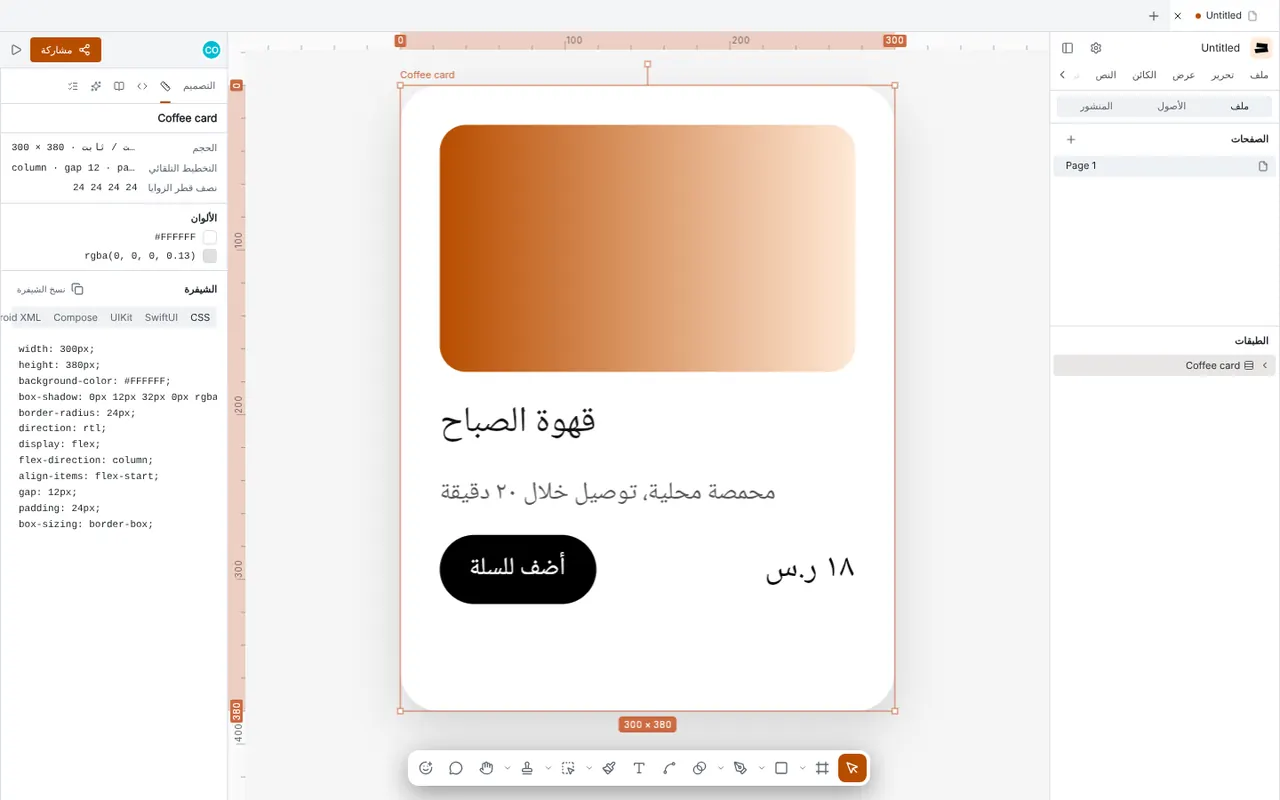 Untitled
Untitled
ملف تحرير عرض الكائن النص
ملف الأصول المنشور
الصفحات
Page 1
الطبقات
Coffee card
0 100 200 300
0
100
200
300
380
400
Coffee card
قهوة الصباح
محمصة محلية، توصيل خلال ٢٠ دقيقة
١٨ ر.س
أضف للسلة
300 × 380
مشاركة
CO
التصميم
Coffee card
الحجم
300 × 380 · ثابت / ت…
التخطيط التلقائي
column · gap 12 · pa…
نصف قطر الزوايا
24 24 24 24
الألوان
#FFFFFF
rgba(0, 0, 0, 0.13)
الشيفرة
نسخ الشيفرة
CSS SwiftUI UIKit Compose roid XML
width: 300px;
height: 380px;
background-color: #FFFFFF;
box-shadow: 0px 12px 32px 0px rgba
border-radius: 24px;
direction: rtl;
display: flex;
flex-direction: column;
align-items: flex-start;
gap: 12px;
padding: 24px;
box-sizing: border-box;